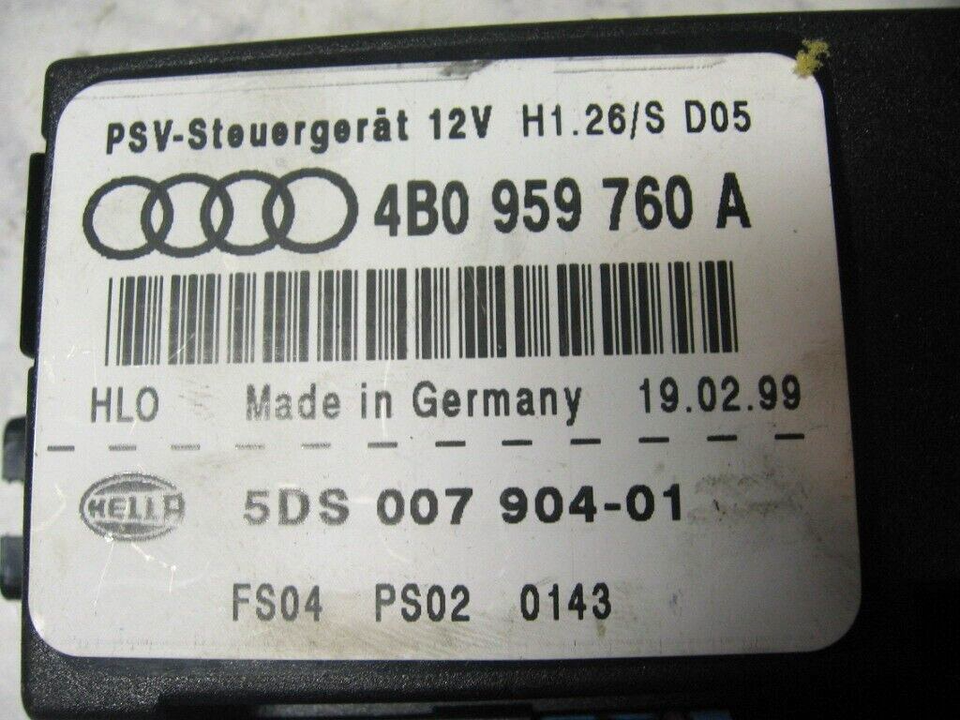 PSV-Steuergerät 12V H1.26/S D05
4B0 959 760 A
HLO Made in Germany 19.02.99
HELLA 5DS 007 904-01
FS04 PS02 0143